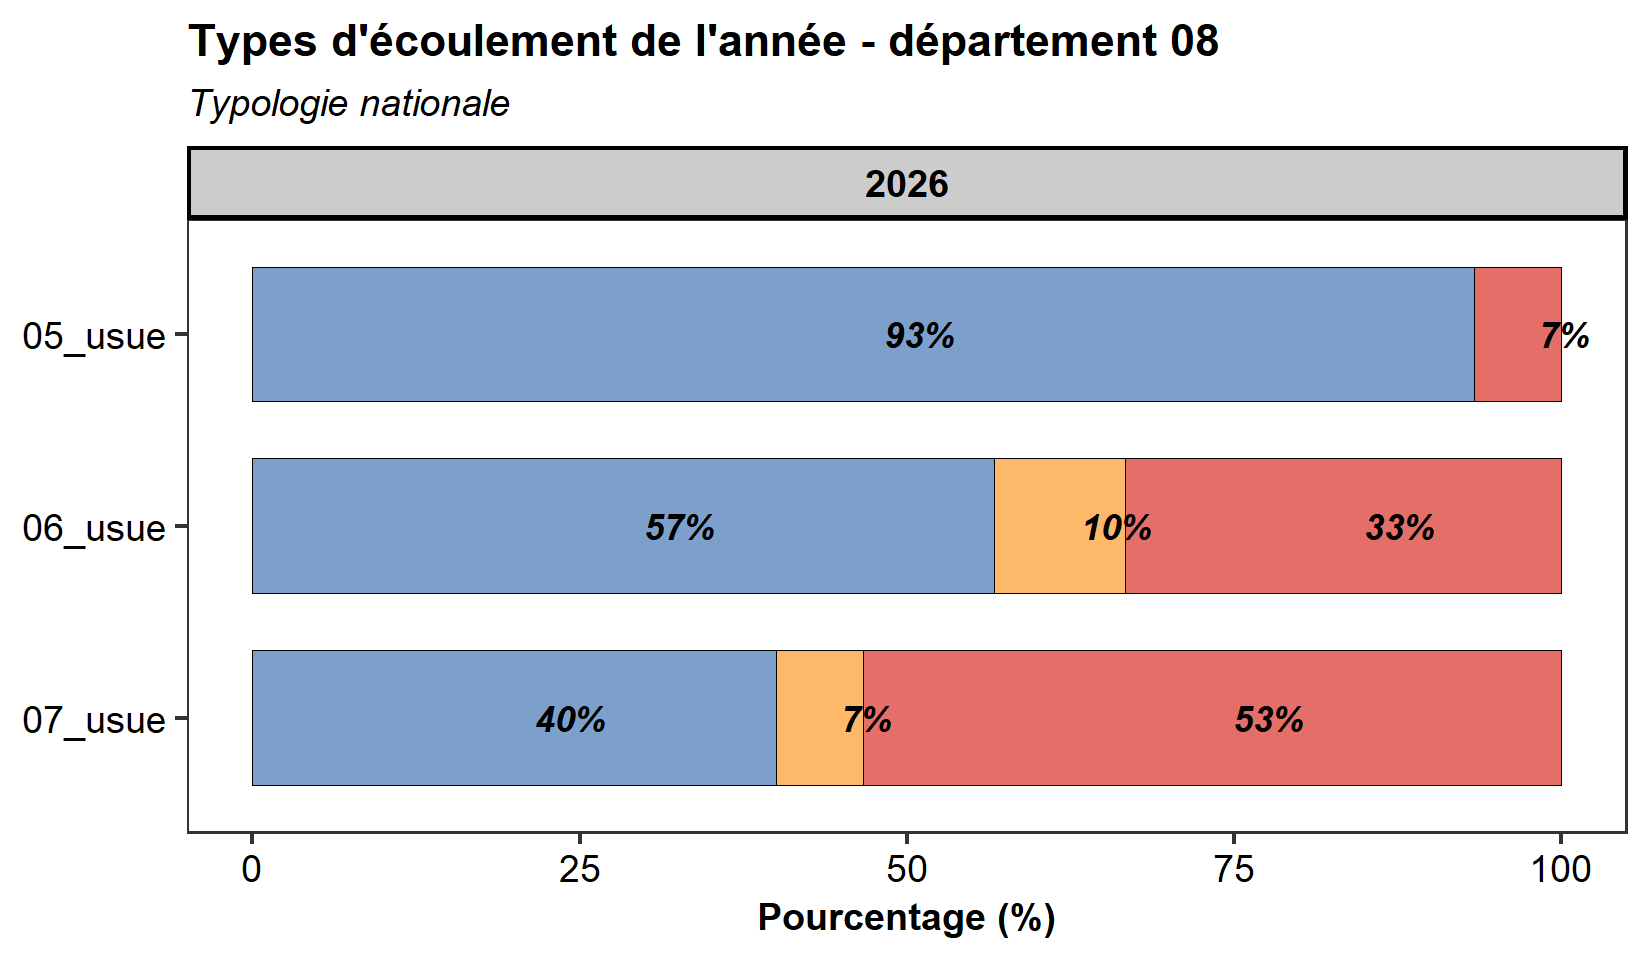 Types d'écoulement de l'année - département 08
Typologie nationale
2026
05_usue
93%
7%
06_usue
57%
10%
33%
07_usue
40%
7%
53%
0
25
50
75
100
Pourcentage (%)